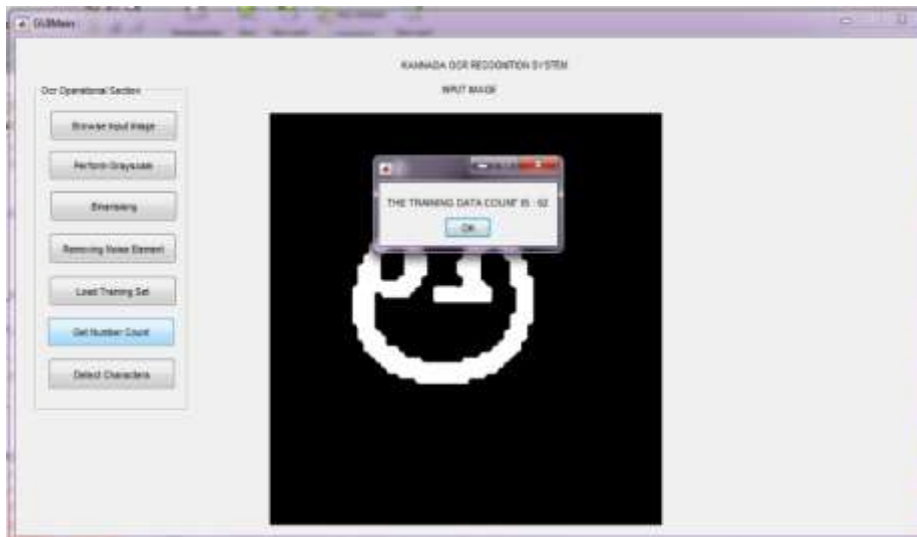 GUIMain
KANNADA OCR RECOGNITION SYSTEM
INPUT IMAGE
Ocr Operational Section
Browse Input Image
Perform Grayscale
Binarising
Removing Noise Element
Load Training Set
Get Number Count
Detect Characters
THE TRAINING DATA COUNT IS : 62
OK